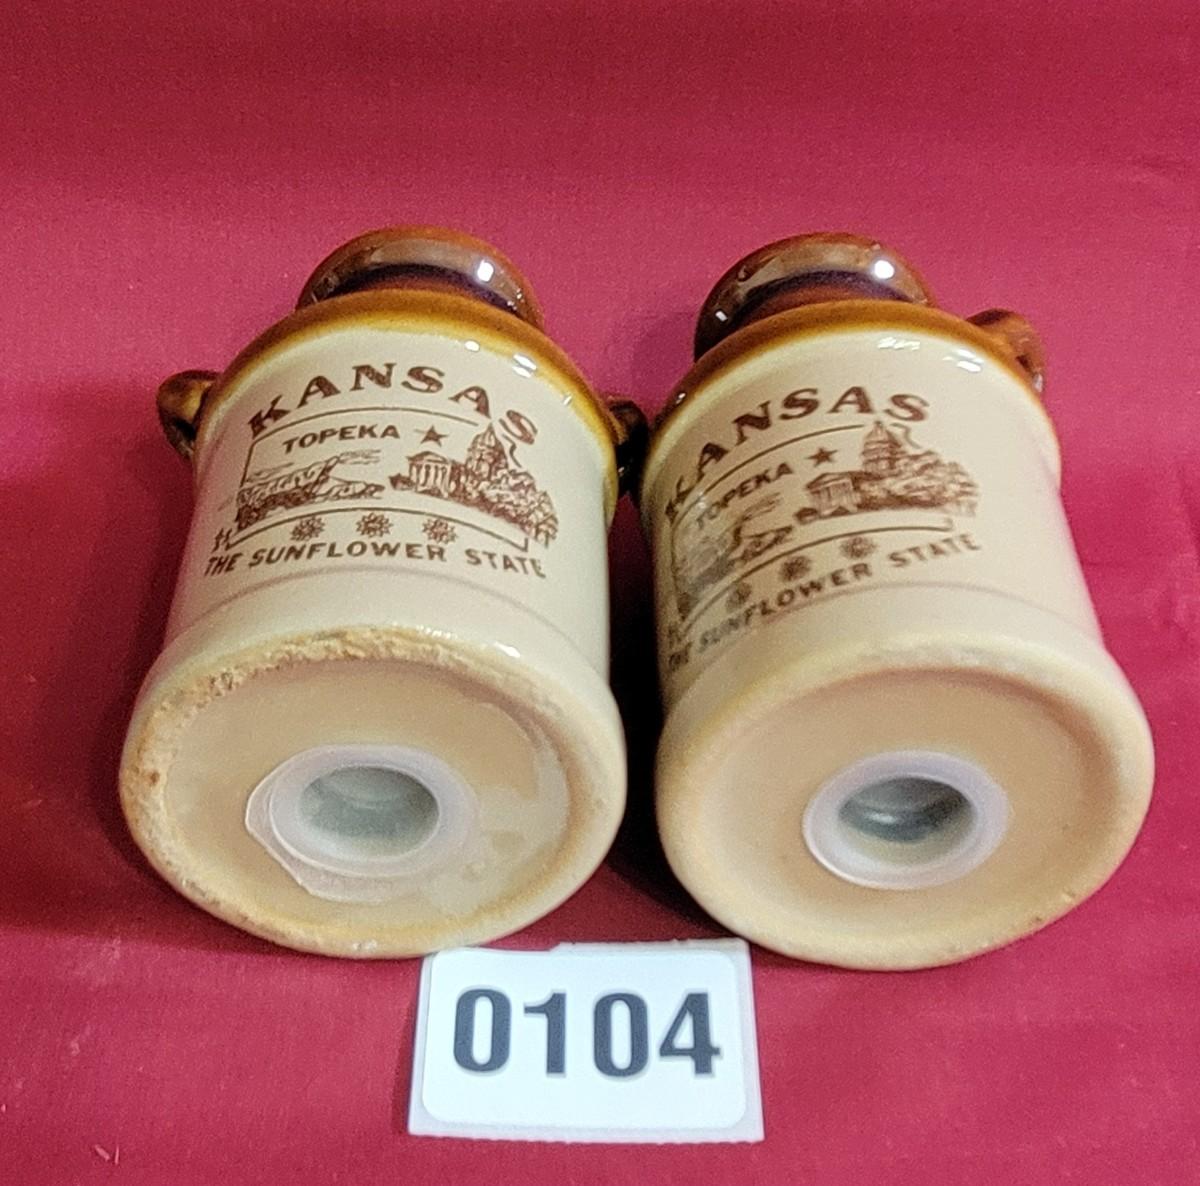 KANSAS
TOPEKA
THE SUNFLOWER STATE
KANSAS
TOPEKA
THE SUNFLOWER STATE
0104